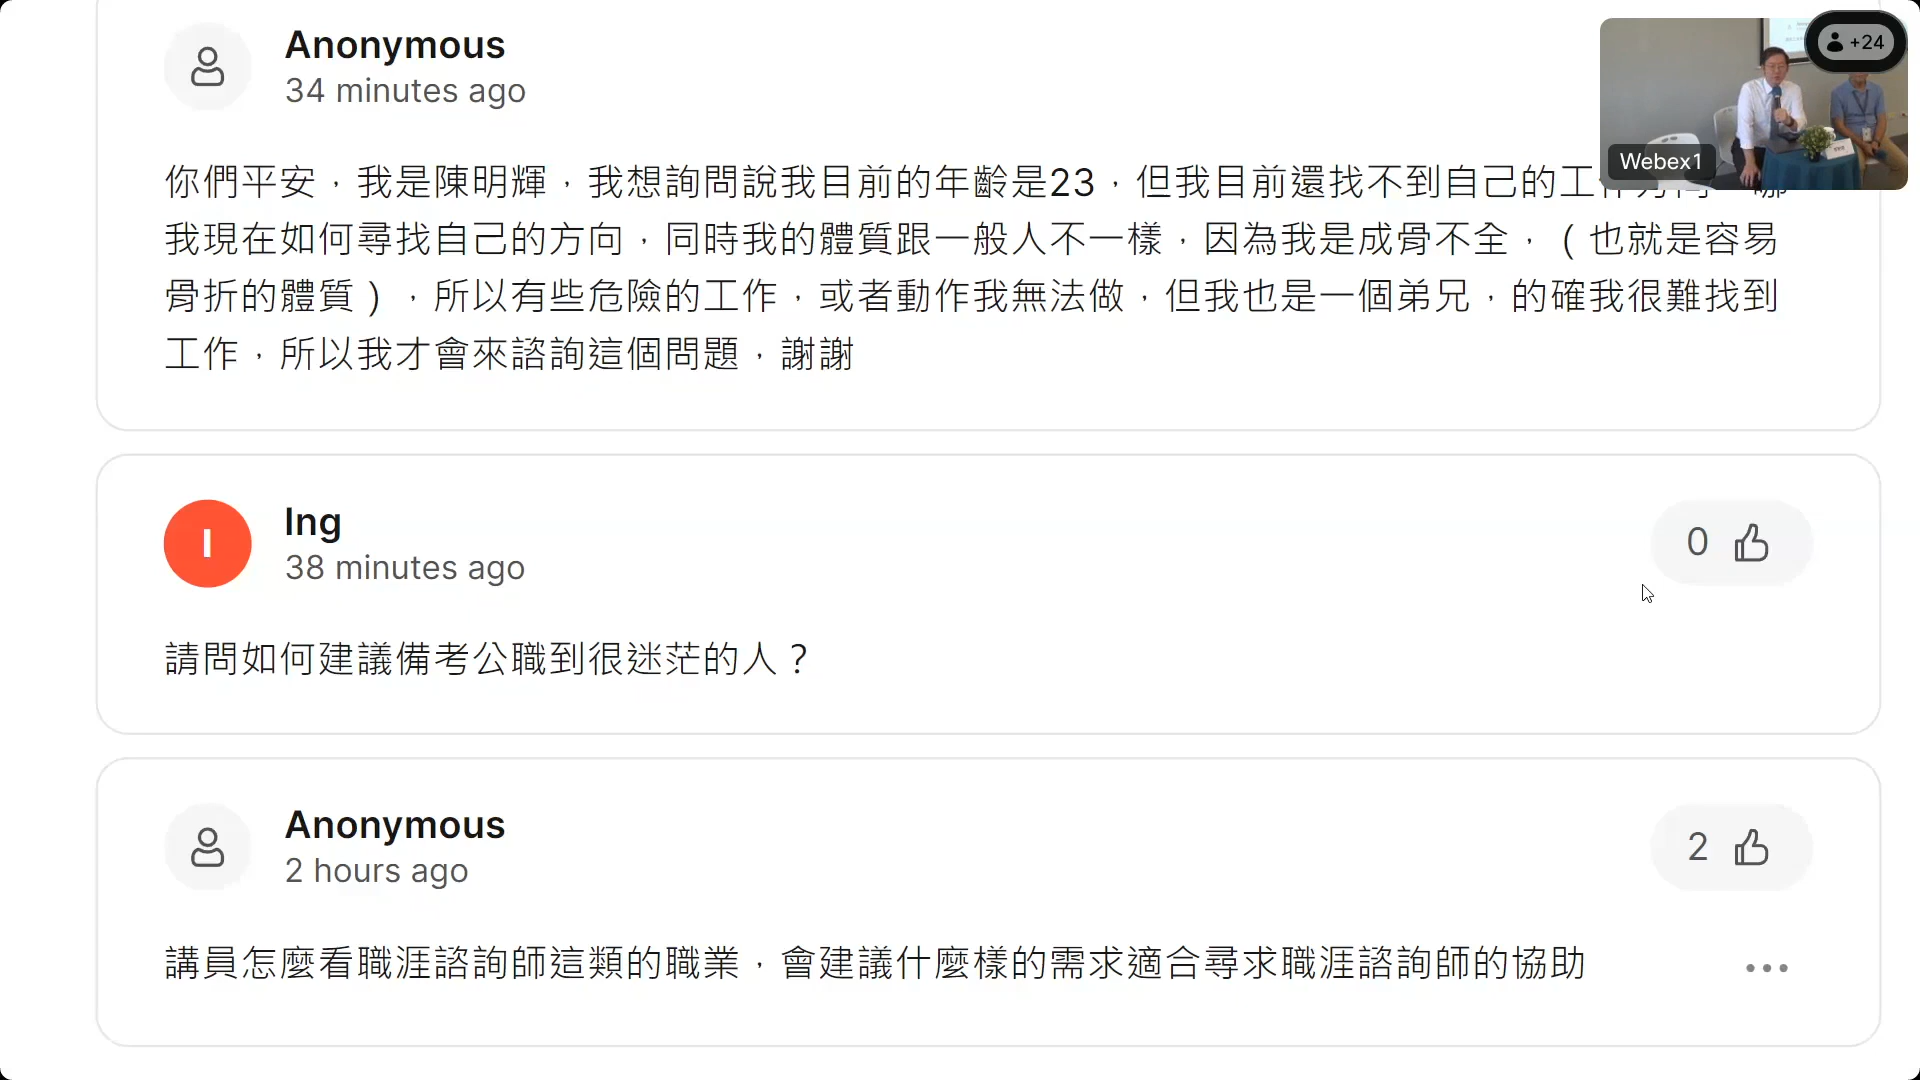 Anonymous
34 minutes ago
+24
Webex1
你們平安，我是陳明輝，我想詢問說我目前的年齡是23，但我目前還找不到自己的工
我現在如何尋找自己的方向，同時我的體質跟一般人不一樣，因為我是成骨不全，（也就是容易
骨折的體質），所以有些危險的工作，或者動作我無法做，但我也是一個弟兄，的確我很難找到
工作，所以我才會來諮詢這個問題，謝謝
I
Ing
38 minutes ago
0
請問如何建議備考公職到很迷茫的人？
Anonymous
2 hours ago
2
講員怎麼看職涯諮詢師這類的職業，會建議什麼樣的需求適合尋求職涯諮詢師的協助